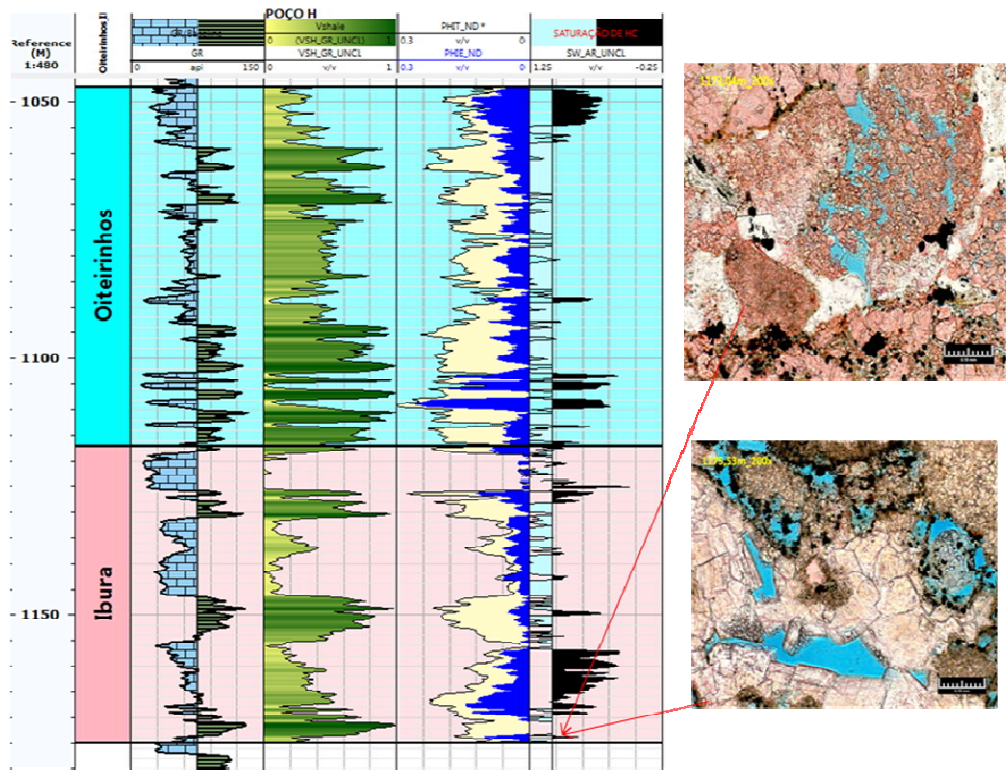 POÇO H
Reference
(M)
1:480
GR
0 api 150
Vshale
0 (VSH_GR_UNCL) 1.
VSH_GR_UNCL
0 v/v 1.
PHIT_ND *
0.3 v/v 0
PHIE_ND
0.3 v/v 0
SATURAÇÃO DE HC
SW_AR_UNCL
1.25 v/v -0.25
1050
Oiteirinhos
1100
Ibura
1150